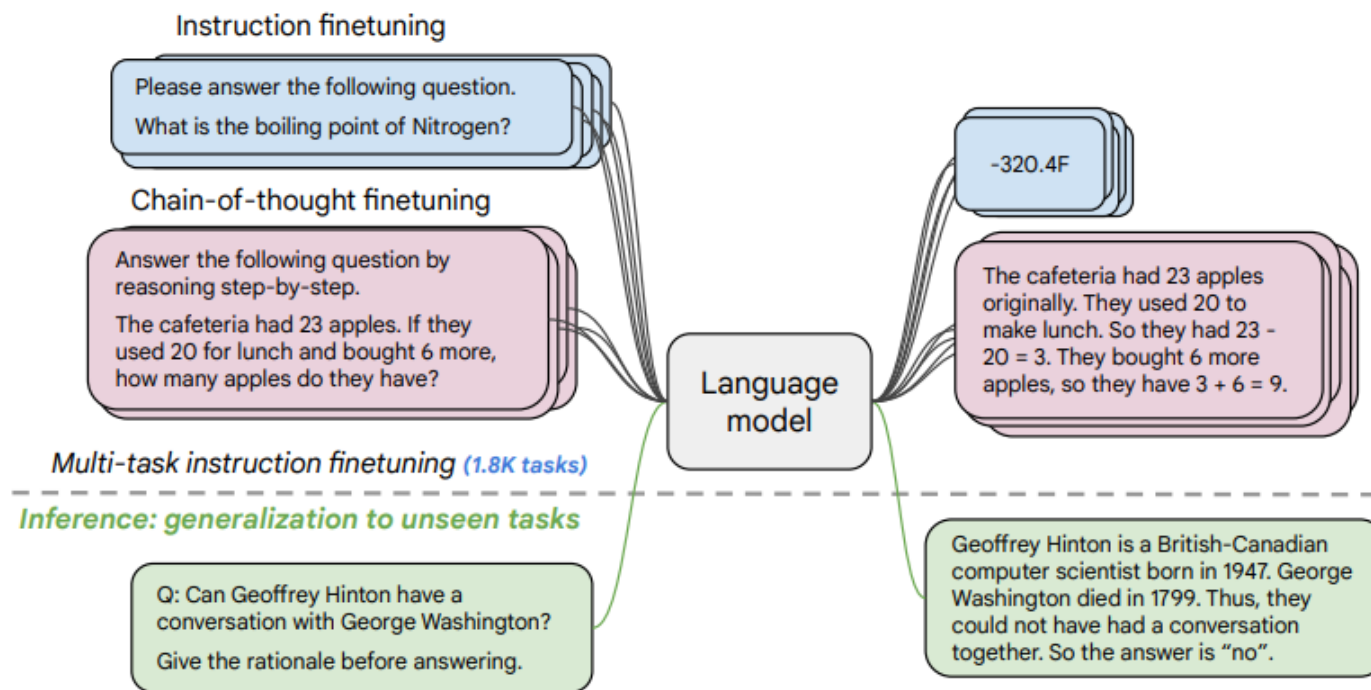 Instruction finetuning
Please answer the following question.
What is the boiling point of Nitrogen?
-320.4F
Chain-of-thought finetuning
Answer the following question by
reasoning step-by-step.
The cafeteria had 23 apples. If they
used 20 for lunch and bought 6 more,
how many apples do they have?
Language
model
The cafeteria had 23 apples
originally. They used 20 to
make lunch. So they had 23 -
20 = 3. They bought 6 more
apples, so they have 3 + 6 = 9.
Multi-task instruction finetuning (1.8K tasks)
Inference: generalization to unseen tasks
Q: Can Geoffrey Hinton have a
conversation with George Washington?
Give the rationale before answering.
Geoffrey Hinton is a British-Canadian
computer scientist born in 1947. George
Washington died in 1799. Thus, they
could not have had a conversation
together. So the answer is “no”.